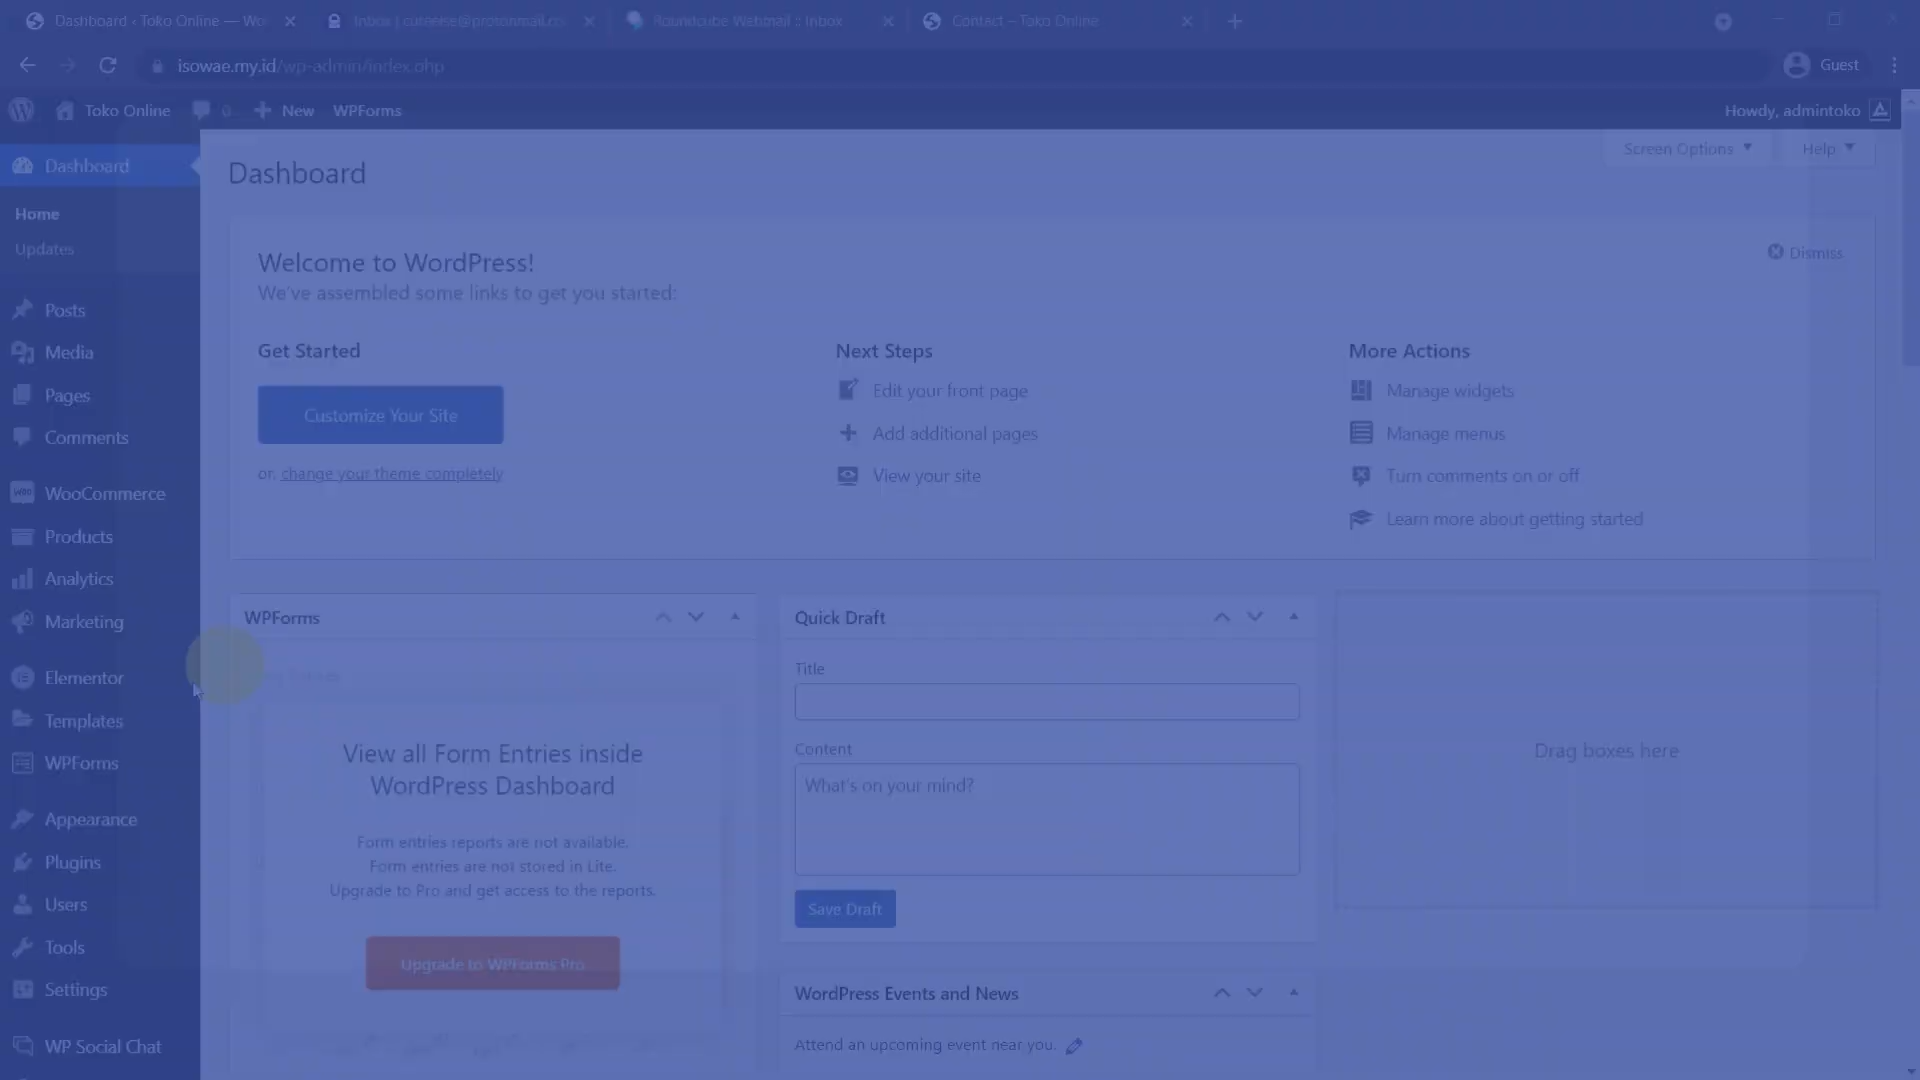 Dashboard ‹ Toko Online — Wo
Inbox |
Roundcube Webmail :: Inbox
Contact – Toko Online
isowae.my.id/wp-admin/index.php
Guest
Toko Online
0
New
WPForms
Howdy, admintoko
Dashboard
Home
Updates
Posts
Media
Pages
Comments
WooCommerce
Products
Analytics
Marketing
Elementor
Templates
WPForms
Appearance
Plugins
Users
Tools
Settings
WP Social Chat
Screen Options
Help
Dashboard
Welcome to WordPress!
We've assembled some links to get you started:
Dismiss
Get Started
Customize Your Site
or, change your theme completely
Next Steps
Edit your front page
Add additional pages
View your site
More Actions
Manage widgets
Manage menus
Turn comments on or off
Learn more about getting started
WPForms
View all Form Entries inside
WordPress Dashboard
Form entries reports are not available.
Form entries are not stored in Lite.
Upgrade to Pro and get access to the reports.
Upgrade to WPForms Pro
Quick Draft
Title
Content
What's on your mind?
Save Draft
WordPress Events and News
Attend an upcoming event near you.
Drag boxes here